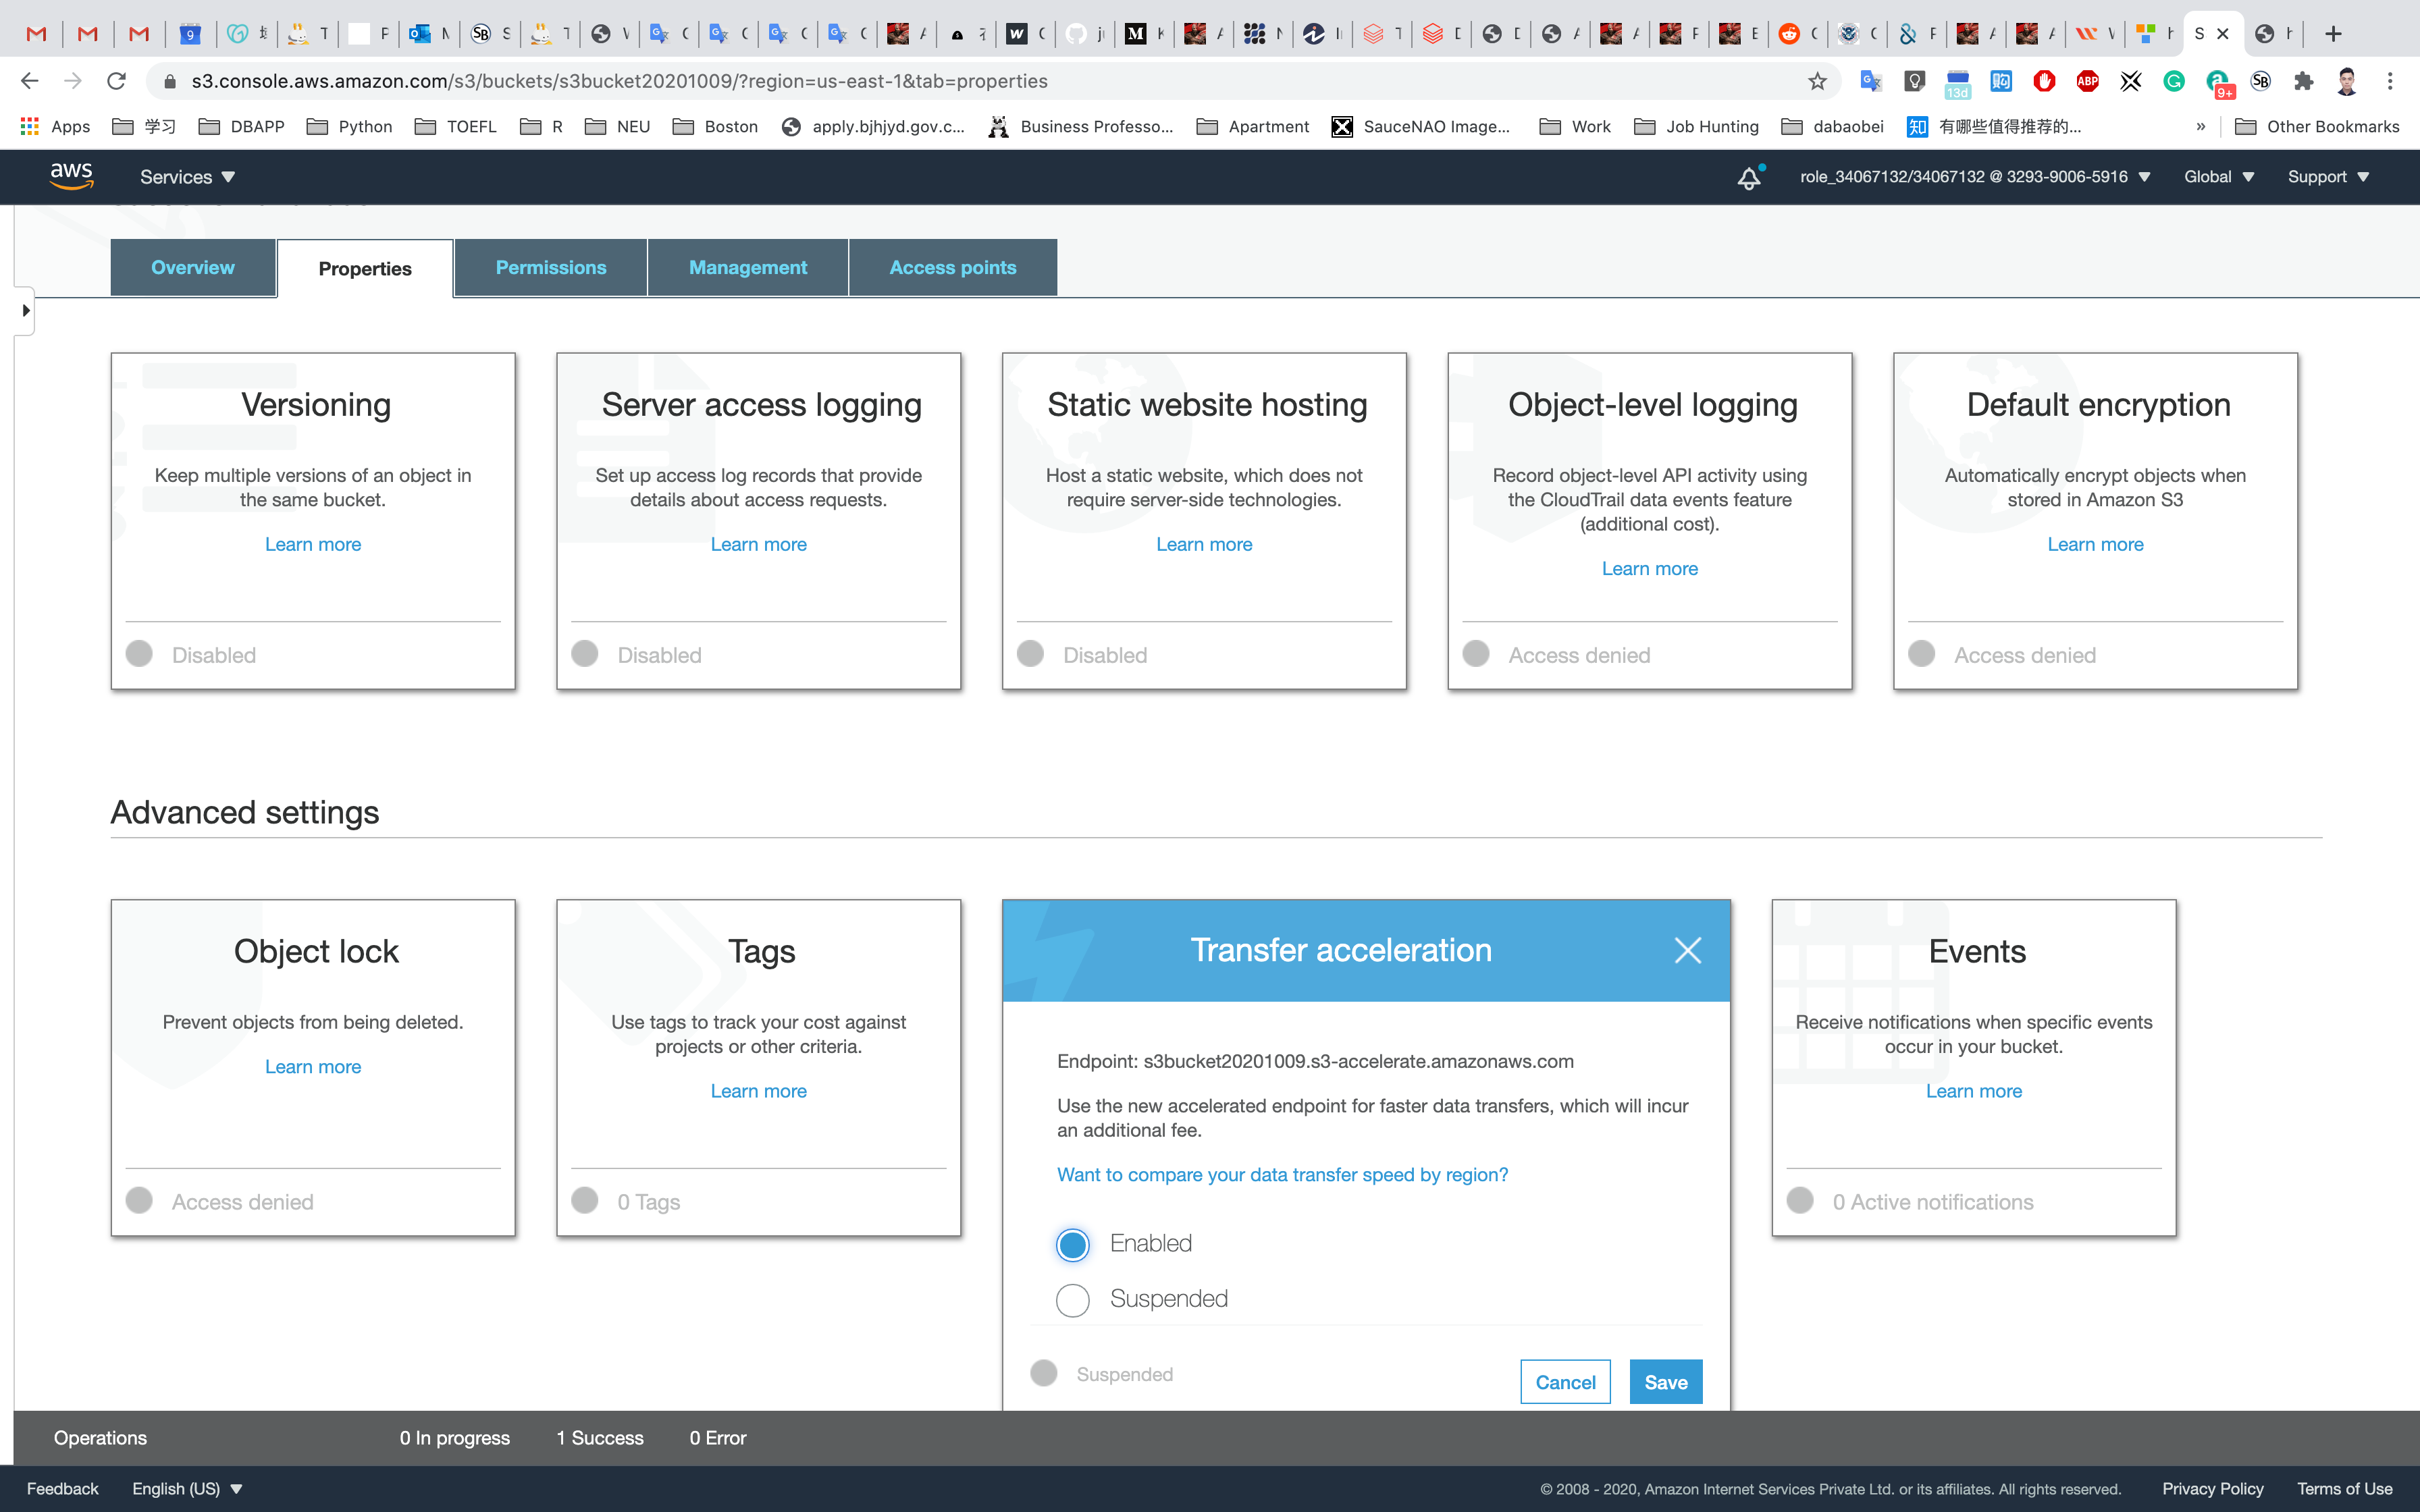 s3.console.aws.amazon.com/s3/buckets/s3bucket20201009/?region=us-east-1&tab=properties
Apps 学习 DBAPP Python TOEFL R NEU Boston apply.bjhjyd.gov.c... Business Professo... Apartment SauceNAO Image... Work Job Hunting dabaobei 有哪些值得推荐的... » Other Bookmarks
aws Services role_34067132/34067132 @ 3293-9006-5916 Global Support
Overview Properties Permissions Management Access points
Versioning
Keep multiple versions of an object in
the same bucket.
Learn more
Disabled
Server access logging
Set up access log records that provide
details about access requests.
Learn more
Disabled
Static website hosting
Host a static website, which does not
require server-side technologies.
Learn more
Disabled
Object-level logging
Record object-level API activity using
the CloudTrail data events feature
(additional cost).
Learn more
Access denied
Default encryption
Automatically encrypt objects when
stored in Amazon S3
Learn more
Access denied
Advanced settings
Object lock
Prevent objects from being deleted.
Learn more
Access denied
Tags
Use tags to track your cost against
projects or other criteria.
Learn more
0 Tags
Transfer acceleration
Endpoint: s3bucket20201009.s3-accelerate.amazonaws.com
Use the new accelerated endpoint for faster data transfers, which will incur
an additional fee.
Want to compare your data transfer speed by region?
Enabled
Suspended
Suspended
Cancel Save
Events
Receive notifications when specific events
occur in your bucket.
Learn more
0 Active notifications
Operations 0 In progress 1 Success 0 Error
Feedback English (US) © 2008 - 2020, Amazon Internet Services Private Ltd. or its affiliates. All rights reserved. Privacy Policy Terms of Use